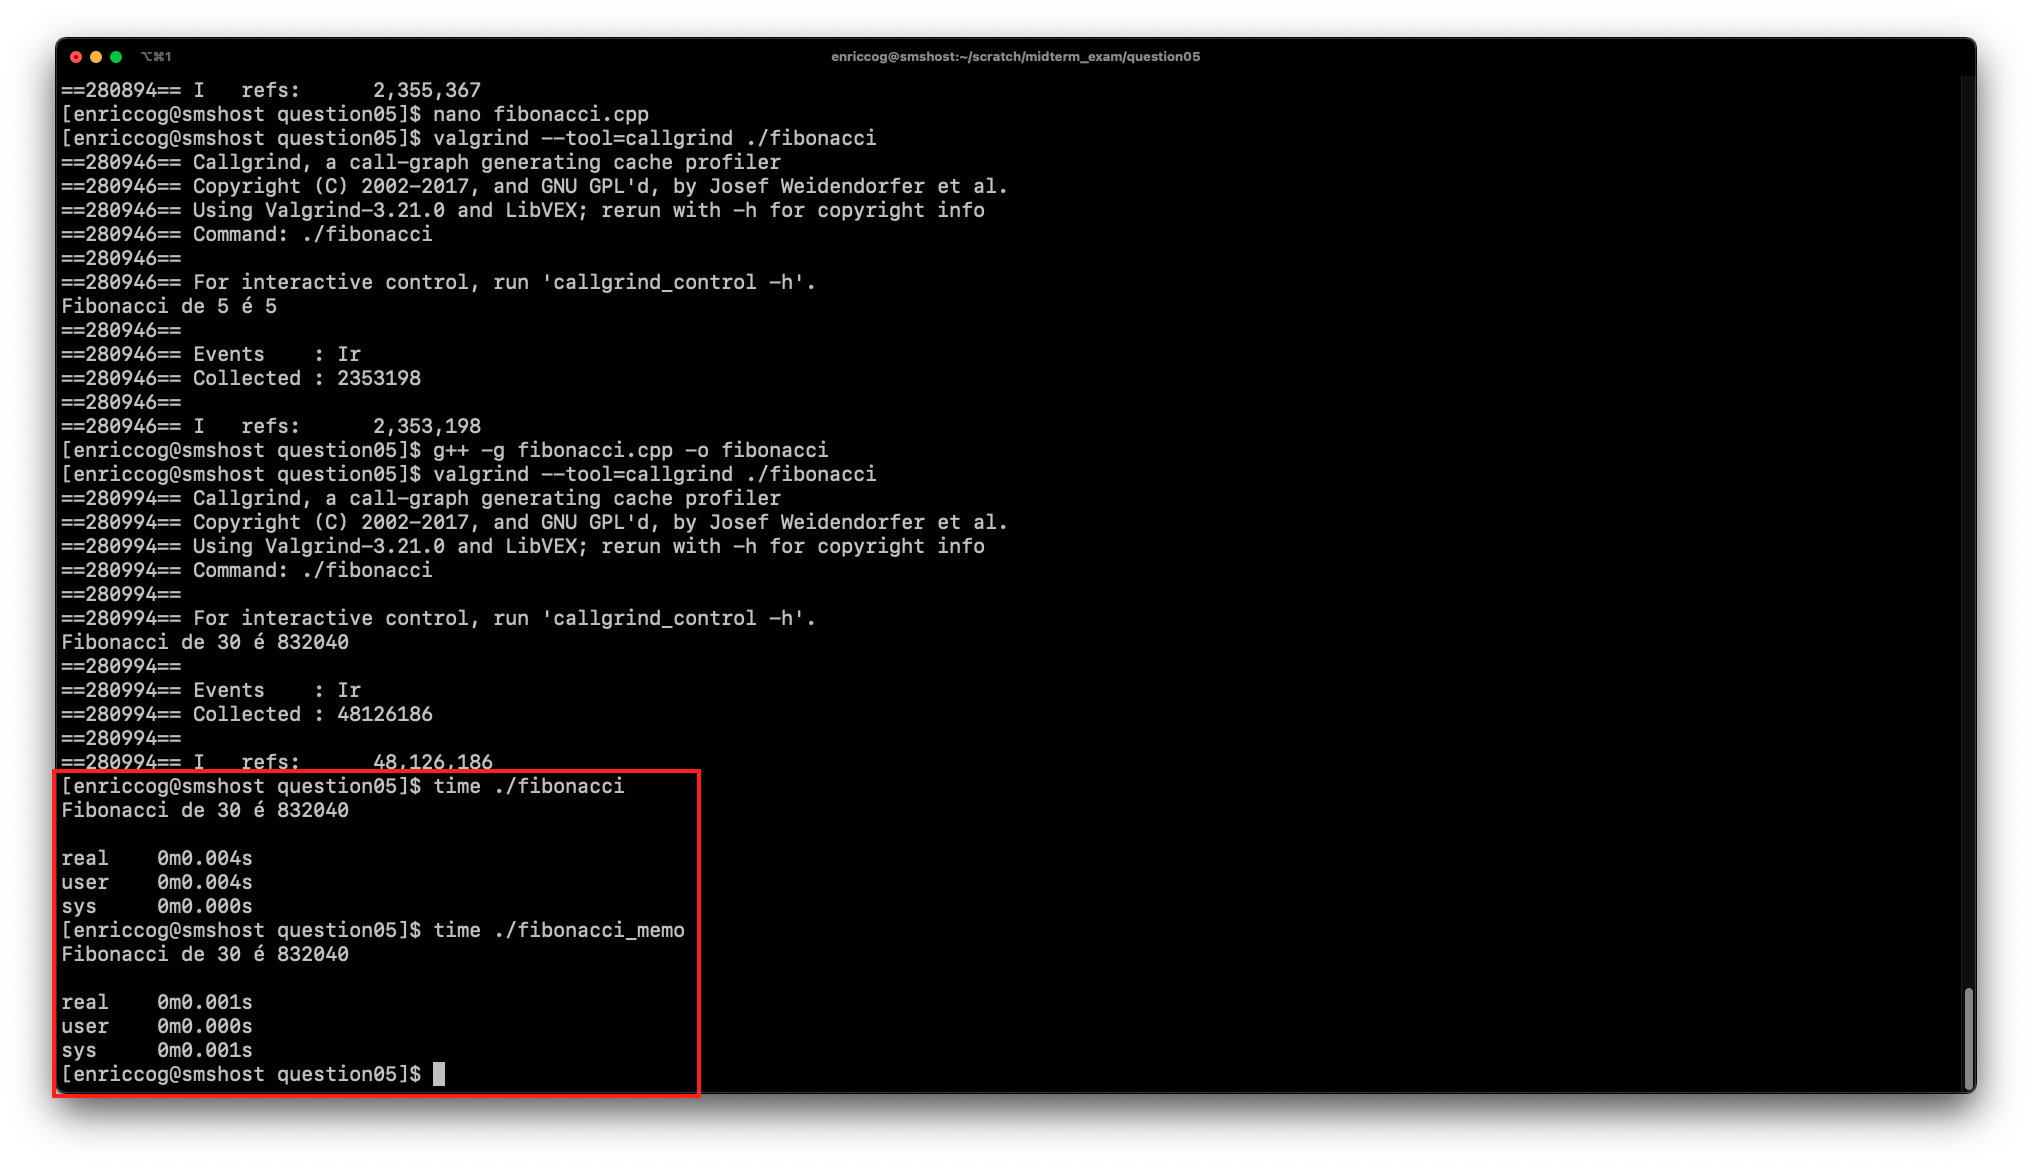 ⌥⌘1
enriccog@smshost:~/scratch/midterm_exam/question05
==280894== I   refs:      2,355,367
[enriccog@smshost question05]$ nano fibonacci.cpp
[enriccog@smshost question05]$ valgrind --tool=callgrind ./fibonacci
==280946== Callgrind, a call-graph generating cache profiler
==280946== Copyright (C) 2002-2017, and GNU GPL'd, by Josef Weidendorfer et al.
==280946== Using Valgrind-3.21.0 and LibVEX; rerun with -h for copyright info
==280946== Command: ./fibonacci
==280946==
==280946== For interactive control, run 'callgrind_control -h'.
Fibonacci de 5 é 5
==280946==
==280946== Events    : Ir
==280946== Collected : 2353198
==280946==
==280946== I   refs:      2,353,198
[enriccog@smshost question05]$ g++ -g fibonacci.cpp -o fibonacci
[enriccog@smshost question05]$ valgrind --tool=callgrind ./fibonacci
==280994== Callgrind, a call-graph generating cache profiler
==280994== Copyright (C) 2002-2017, and GNU GPL'd, by Josef Weidendorfer et al.
==280994== Using Valgrind-3.21.0 and LibVEX; rerun with -h for copyright info
==280994== Command: ./fibonacci
==280994==
==280994== For interactive control, run 'callgrind_control -h'.
Fibonacci de 30 é 832040
==280994==
==280994== Events    : Ir
==280994== Collected : 48126186
==280994==
==280994== I   refs:      48,126,186
[enriccog@smshost question05]$ time ./fibonacci
Fibonacci de 30 é 832040
real    0m0.004s
user    0m0.004s
sys     0m0.000s
[enriccog@smshost question05]$ time ./fibonacci_memo
Fibonacci de 30 é 832040
real    0m0.001s
user    0m0.000s
sys     0m0.001s
[enriccog@smshost question05]$